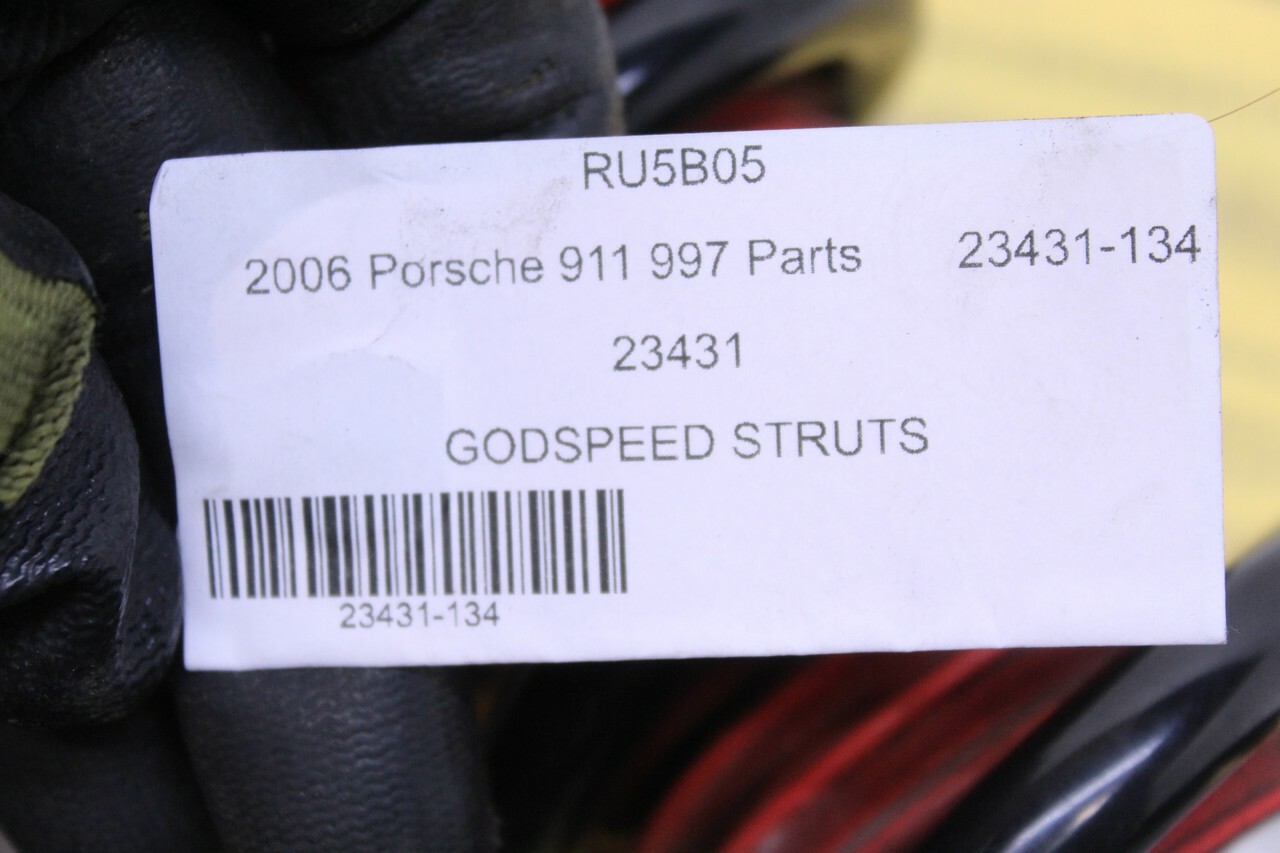 RU5B05
2006 Porsche 911 997 Parts 23431-134
23431
GODSPEED STRUTS
23431-134